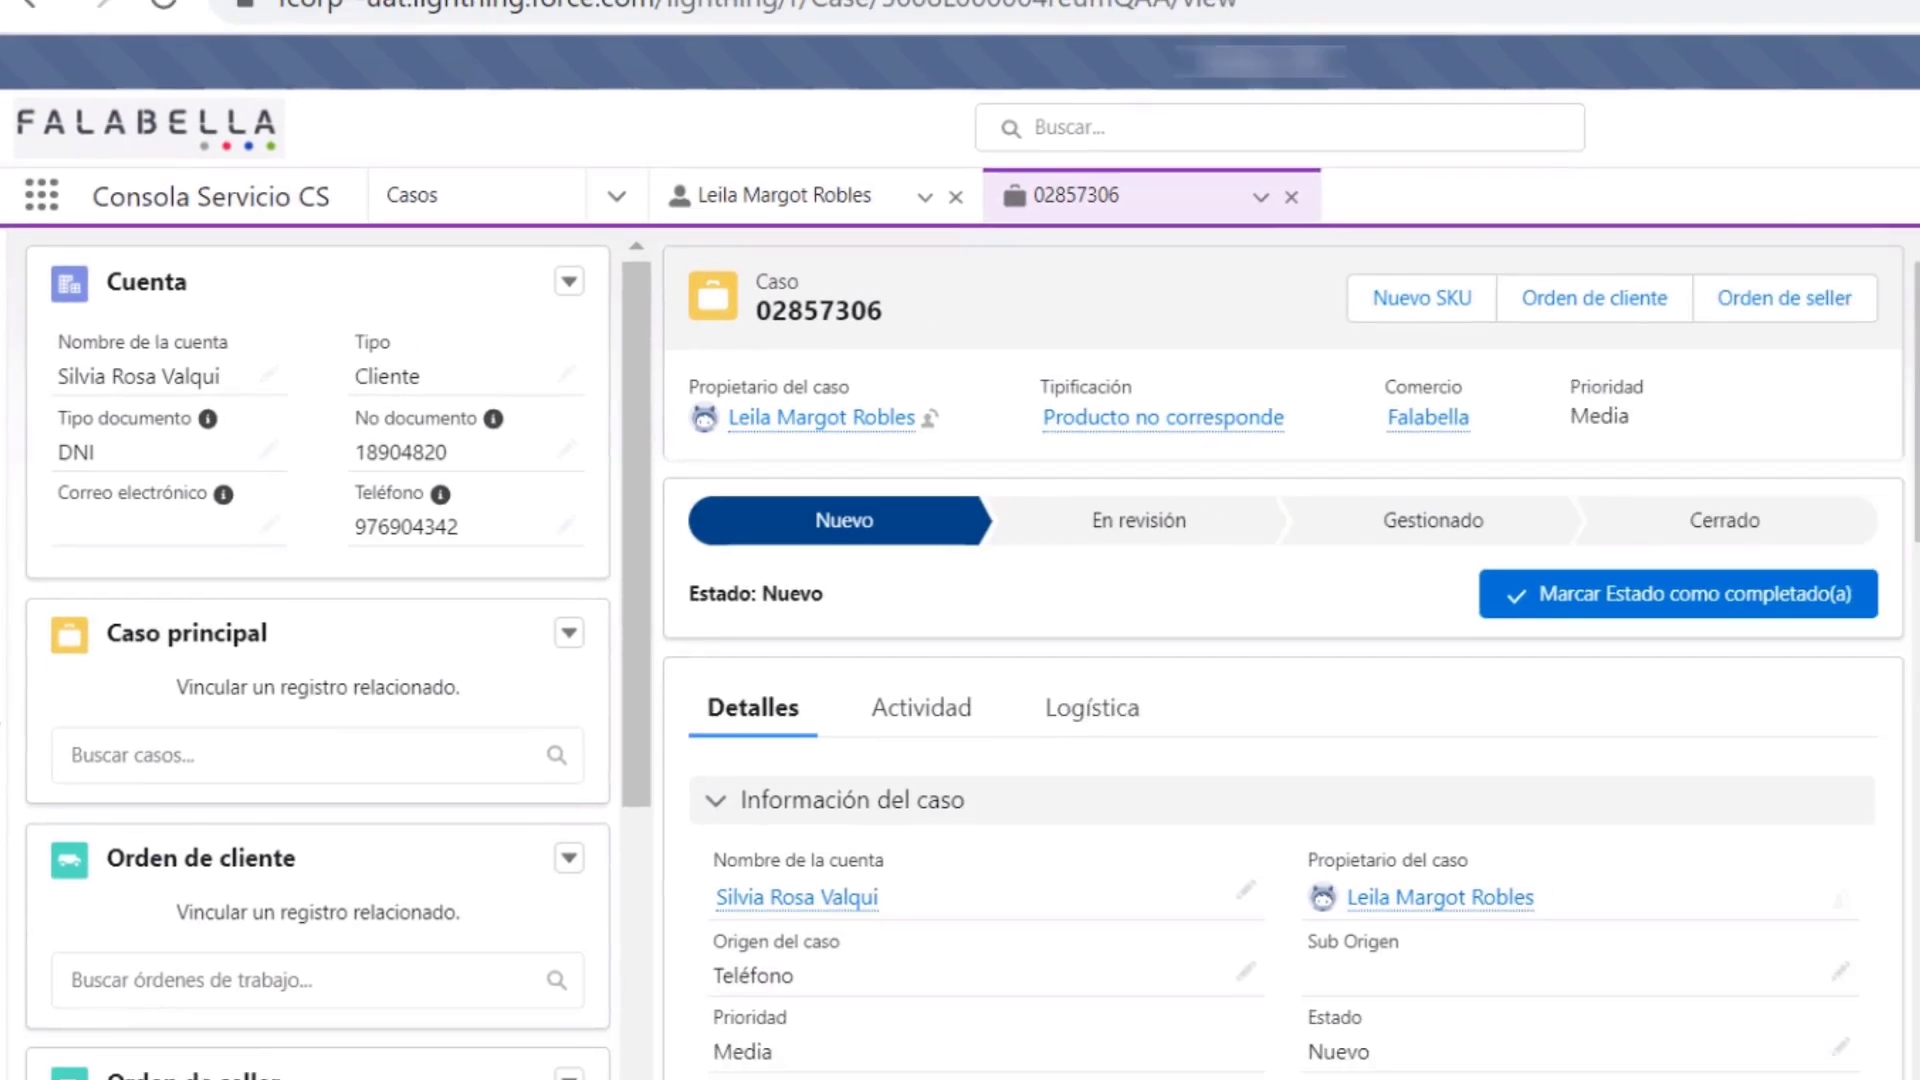 FALABELLA
Buscar...
Consola Servicio CS
Casos
Leila Margot Robles
02857306
Cuenta
Nombre de la cuenta
Tipo
Silvia Rosa Valqui
Cliente
Tipo documento
No documento
DNI
18904820
Correo electrónico
Teléfono
976904342
Caso principal
Vincular un registro relacionado.
Buscar casos...
Orden de cliente
Vincular un registro relacionado.
Buscar órdenes de trabajo...
Orden de seller
Caso
02857306
Nuevo SKU
Orden de cliente
Orden de seller
Propietario del caso
Tipificación
Comercio
Prioridad
Leila Margot Robles
Producto no corresponde
Falabella
Media
Nuevo
En revisión
Gestionado
Cerrado
Estado: Nuevo
Marcar Estado como completado(a)
Detalles
Actividad
Logística
Información del caso
Nombre de la cuenta
Propietario del caso
Silvia Rosa Valqui
Leila Margot Robles
Origen del caso
Sub Origen
Teléfono
Prioridad
Estado
Media
Nuevo